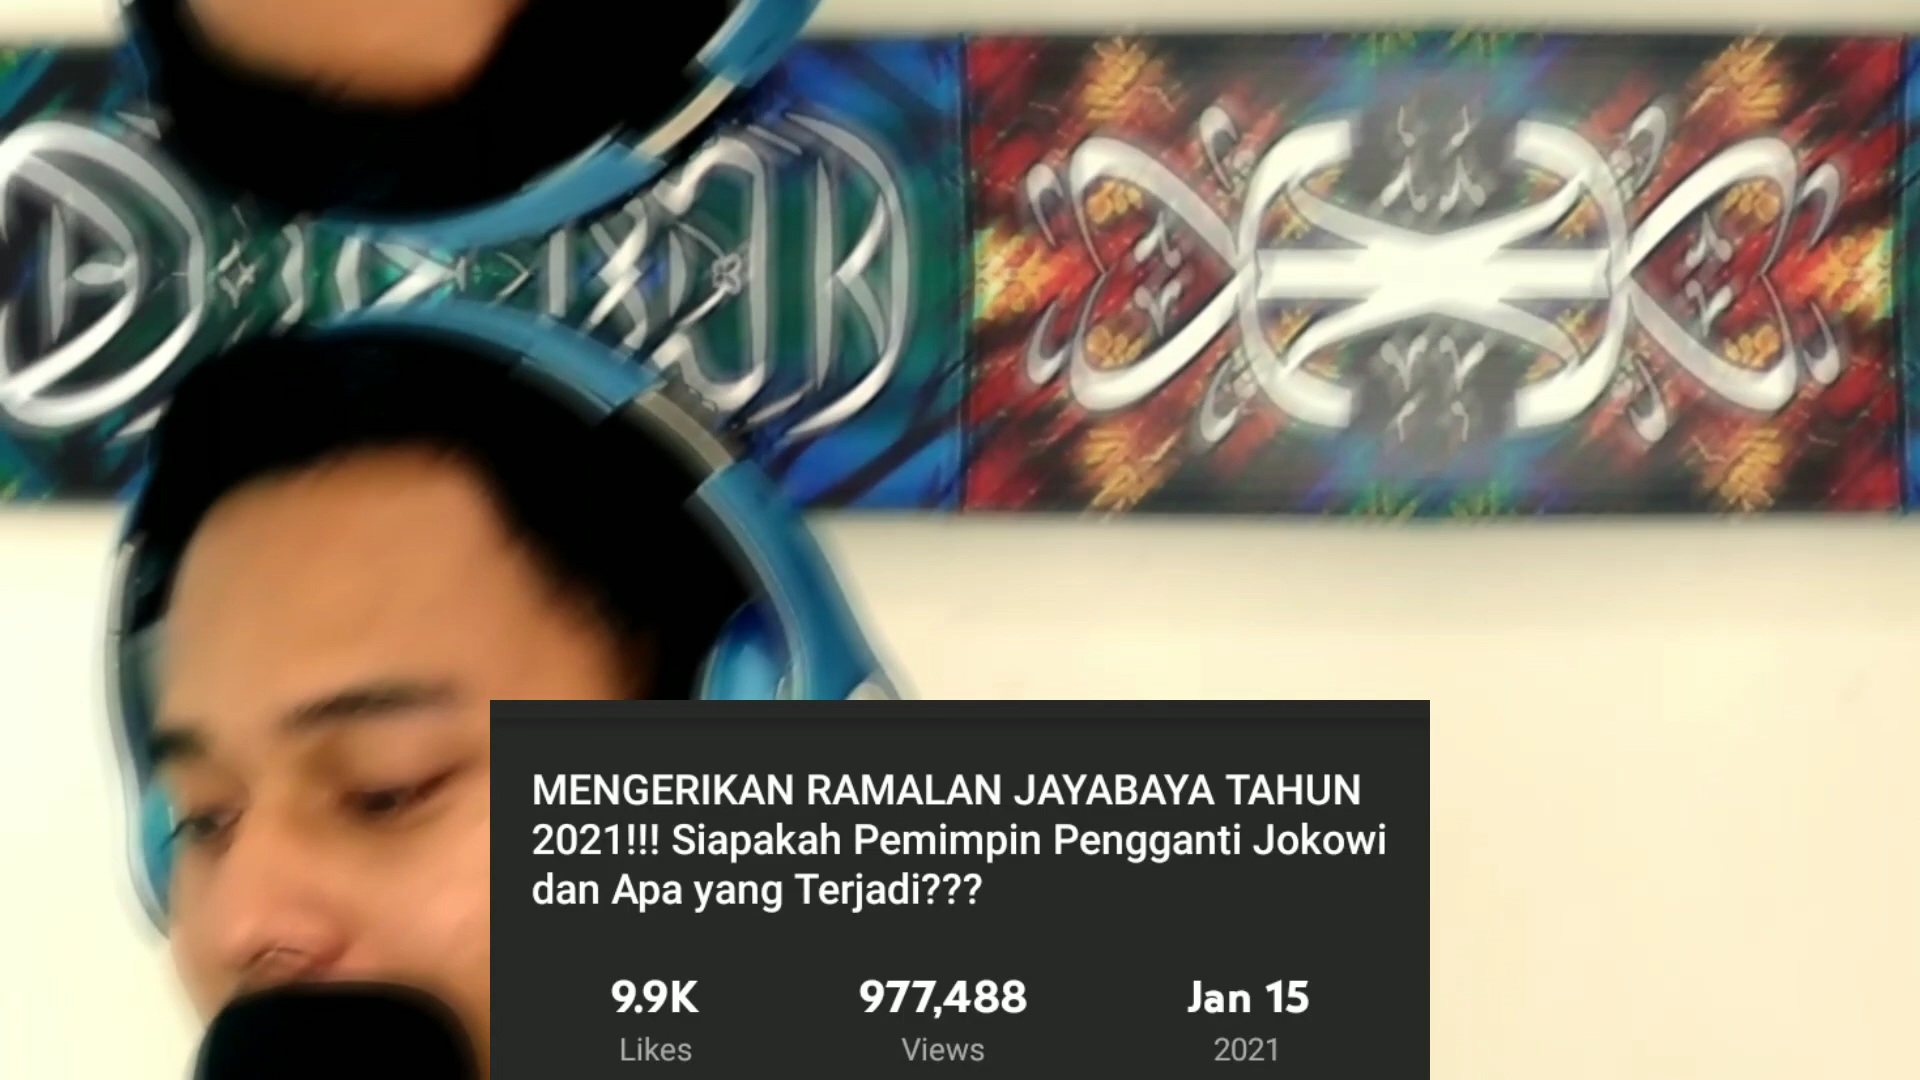 MENGERIKAN RAMALAN JAYABAYA TAHUN
2021!!! Siapakah Pemimpin Pengganti Jokowi
dan Apa yang Terjadi???
9.9K 977,488 Jan 15
Likes Views 2021